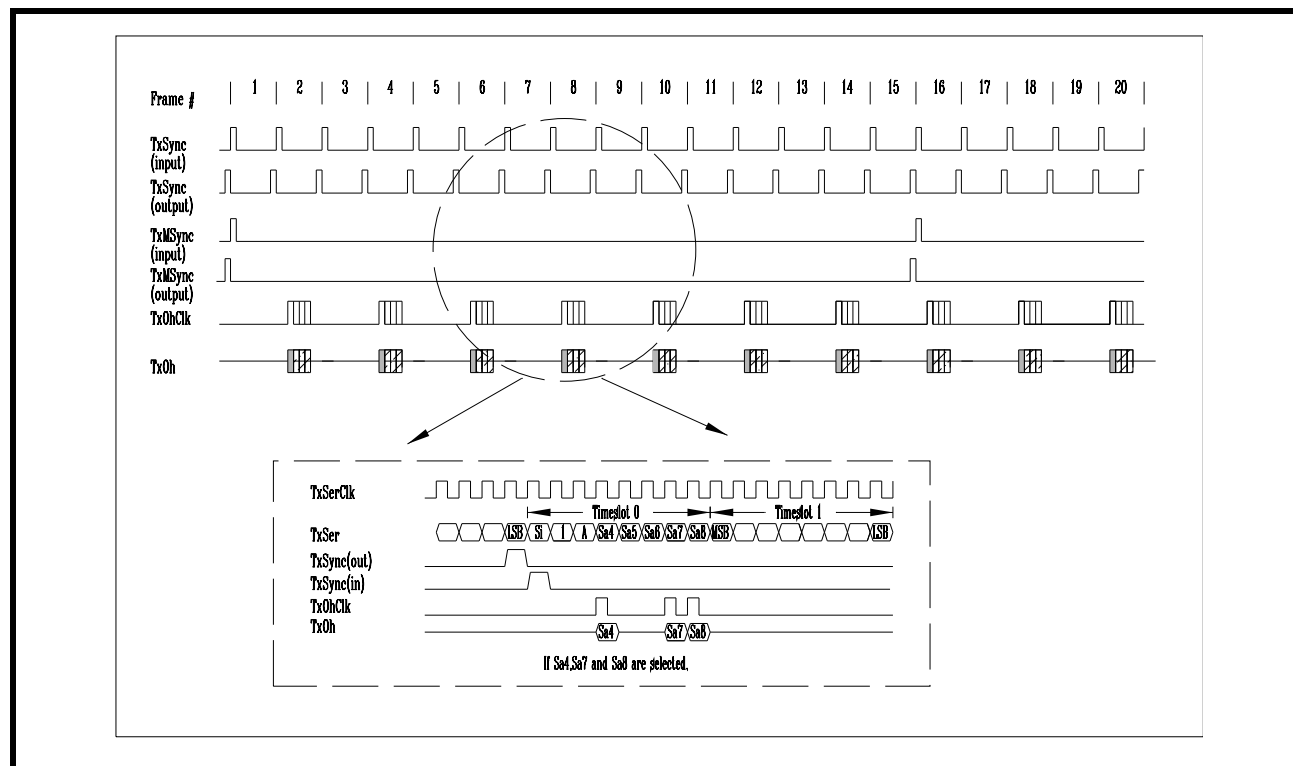 Frame # | 1 | 2 | 3 | 4 | 5 | 6 | 7 | 8 | 9 | 10 | 11 | 12 | 13 | 14 | 15 | 16 | 17 | 18 | 19 | 20 |
TxSync
(input)
TxSync
(output)
TxMSync
(input)
TxMSync
(output)
TxOhClk
TxOh
TxSerClk
Timeslot 0 Timeslot 1
TxSer LSB Si 1 A Sa4 Sa5 Sa6 Sa7 Sa8 MSB LSB
TxSync(out)
TxSync(in)
TxOhClk
TxOh Sa4 Sa7 Sa8
If Sa4,Sa7 and Sa8 are selected.